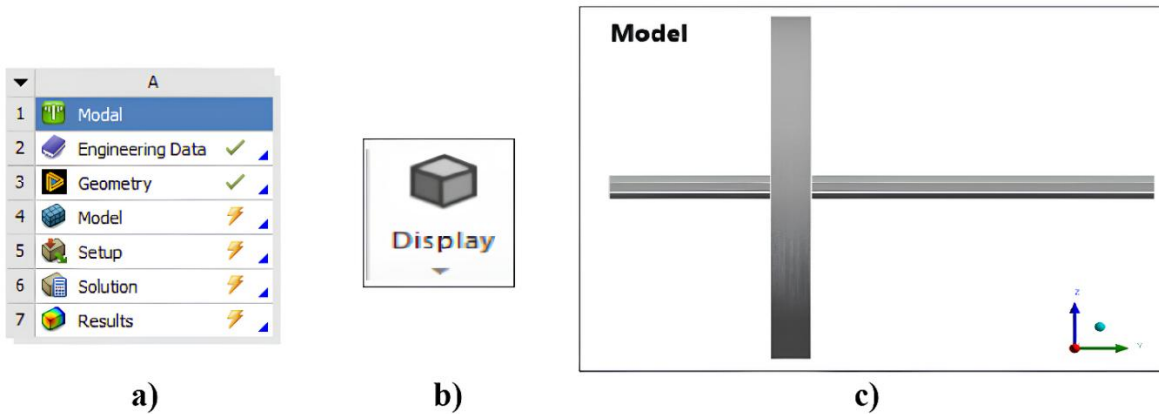 A
1 Modal
2 Engineering Data
3 Geometry
4 Model
5 Setup
6 Solution
7 Results
a)
Display
b)
Model
Z
Y
c)